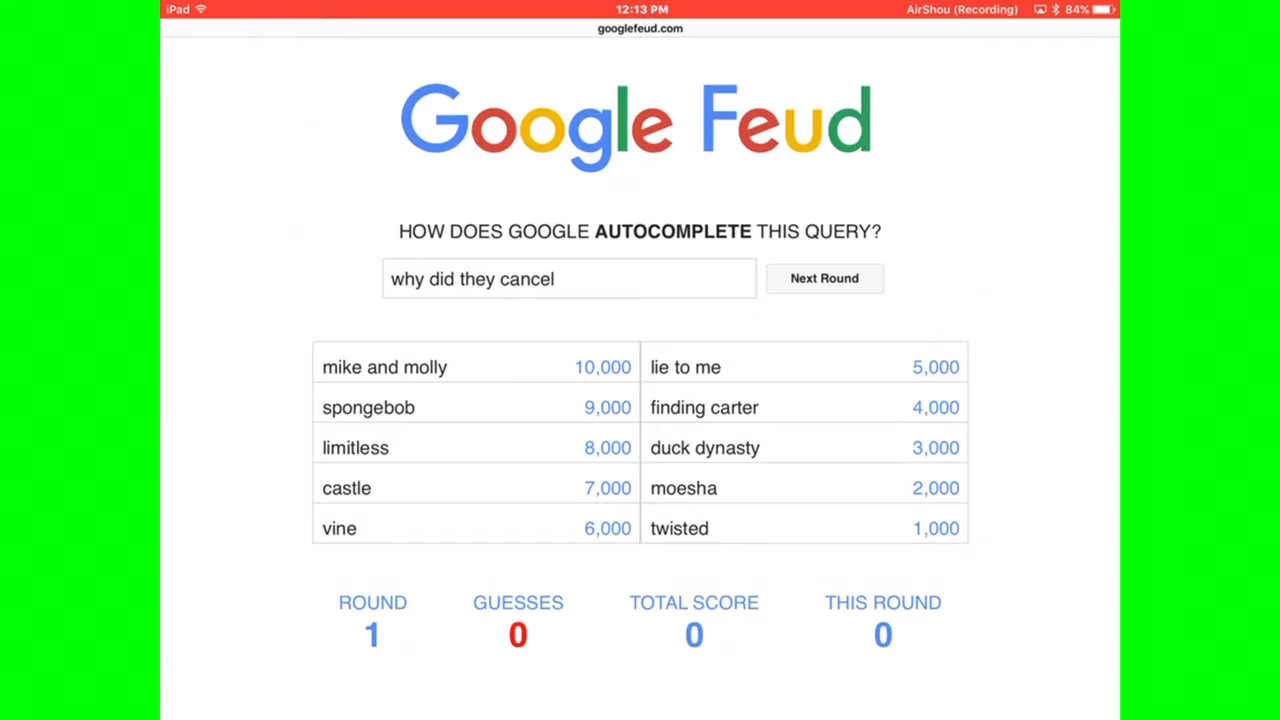 iPad 12:13 PM AirShou (Recording) 84%
googlefeud.com
Google Feud
HOW DOES GOOGLE AUTOCOMPLETE THIS QUERY?
why did they cancel Next Round
mike and molly 10,000 lie to me 5,000
spongebob 9,000 finding carter 4,000
limitless 8,000 duck dynasty 3,000
castle 7,000 moesha 2,000
vine 6,000 twisted 1,000
ROUND GUESSES TOTAL SCORE THIS ROUND
1 0 0 0